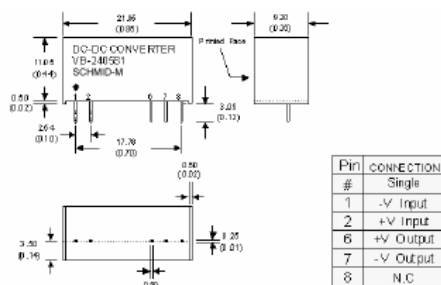 21.85
(0.86)
9.20
DC-DC CONVERTER
VB-2405B1
SCHMID-M
Printed Face
11.05
(0.44)
0.50
(0.02)
1 2 6 7 8
2.54
(0.10)
17.78
(0.70)
3.05
(0.12)
0.50
(0.02)
3.50
(0.14)
0.25
(0.01)
Pin CONNECTION
# Single
1 -V Input
2 +V Input
6 +V Output
7 -V Output
8 N.C